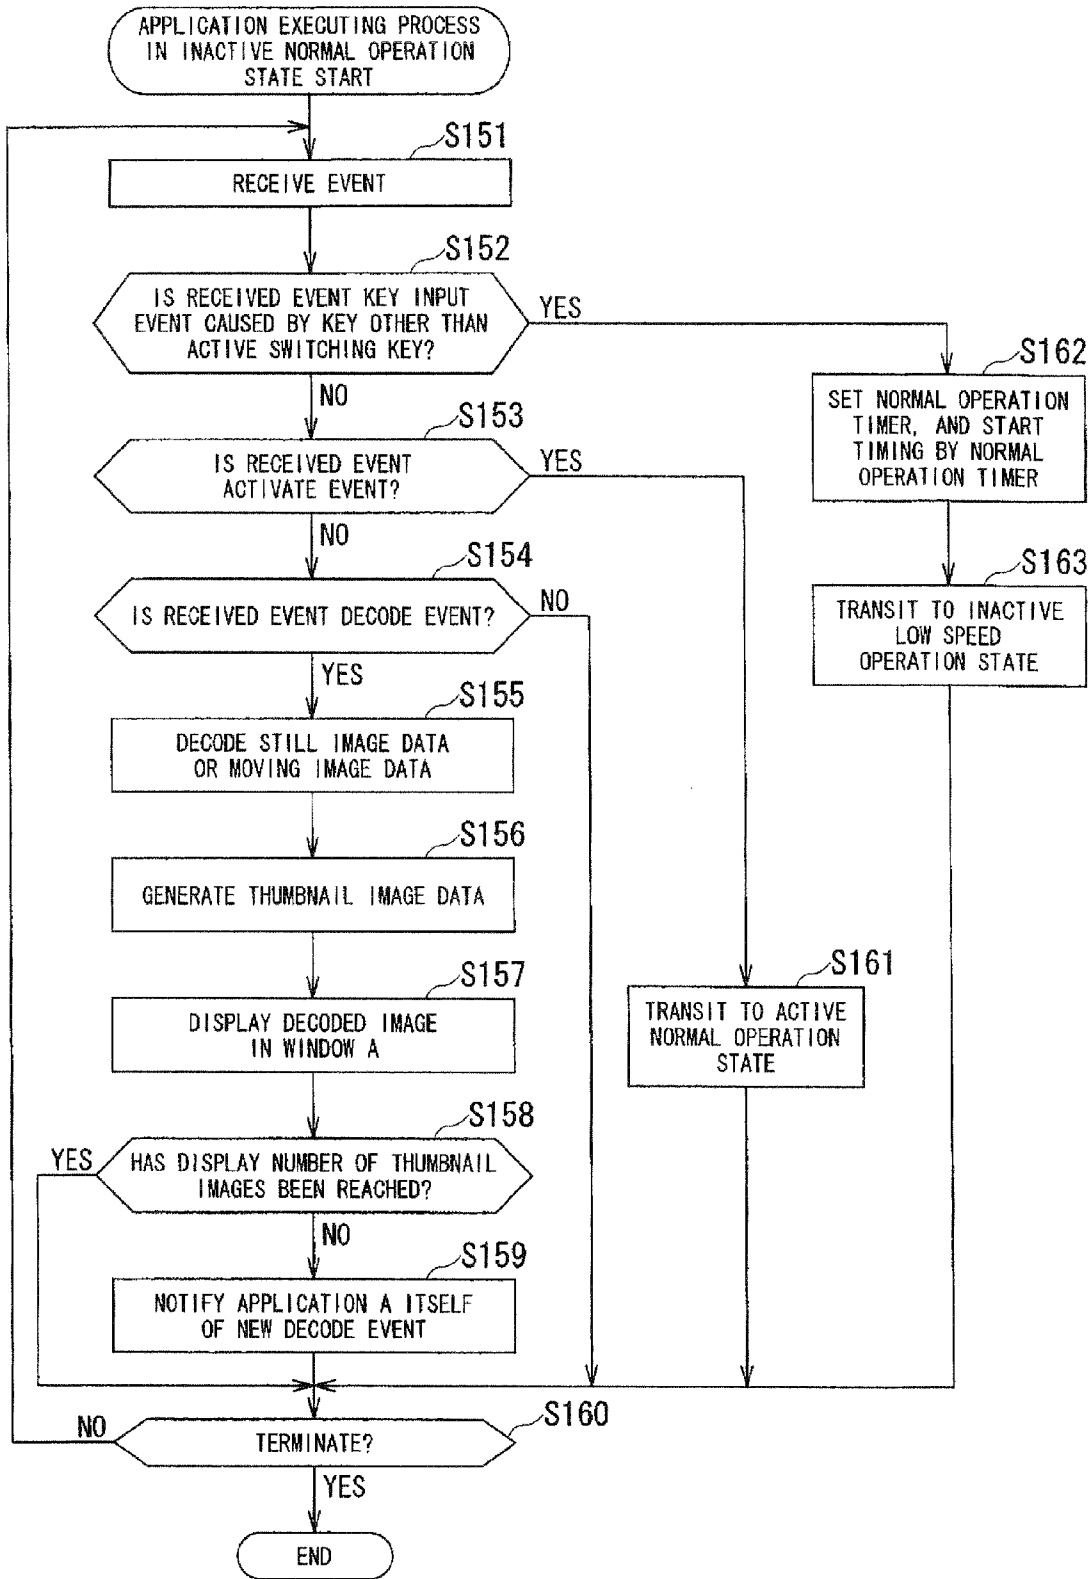 APPLICATION EXECUTING PROCESS
IN INACTIVE NORMAL OPERATION
STATE START
S151
RECEIVE EVENT
S152
IS RECEIVED EVENT KEY INPUT
EVENT CAUSED BY KEY OTHER THAN
ACTIVE SWITCHING KEY?
YES
NO
S162
SET NORMAL OPERATION
TIMER, AND START
TIMING BY NORMAL
OPERATION TIMER
S153
IS RECEIVED EVENT
ACTIVATE EVENT?
YES
NO
S163
TRANSIT TO INACTIVE
LOW SPEED
OPERATION STATE
S154
IS RECEIVED EVENT DECODE EVENT?
NO
YES
S155
DECODE STILL IMAGE DATA
OR MOVING IMAGE DATA
S156
GENERATE THUMBNAIL IMAGE DATA
S161
TRANSIT TO ACTIVE
NORMAL OPERATION
STATE
S157
DISPLAY DECODED IMAGE
IN WINDOW A
S158
HAS DISPLAY NUMBER OF THUMBNAIL
IMAGES BEEN REACHED?
YES
NO
S159
NOTIFY APPLICATION A ITSELF
OF NEW DECODE EVENT
S160
TERMINATE?
NO
YES
END